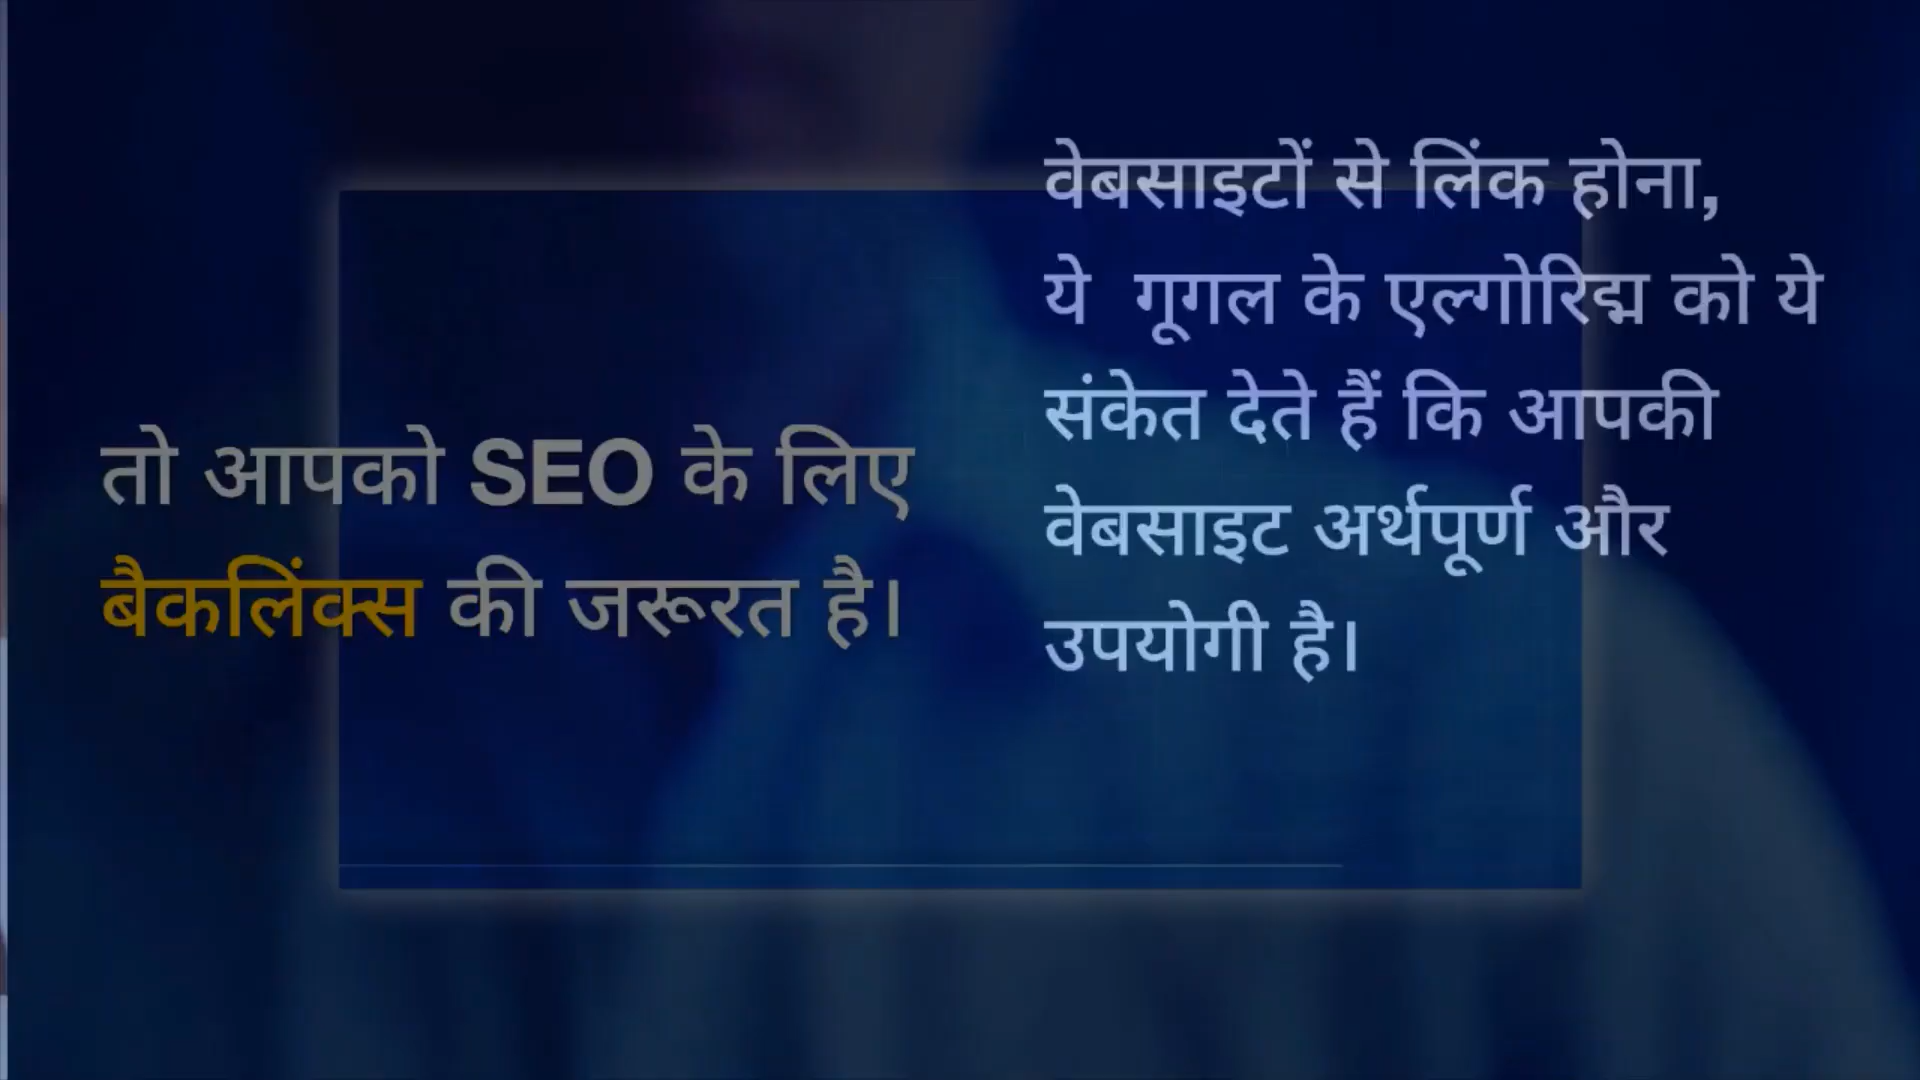 तो आपको SEO के लिए
बैकलिंक्स की जरूरत है।
वेबसाइटों से लिंक होना,
ये गूगल के एल्गोरिद्म को ये
संकेत देते हैं कि आपकी
वेबसाइट अर्थपूर्ण और
उपयोगी है।